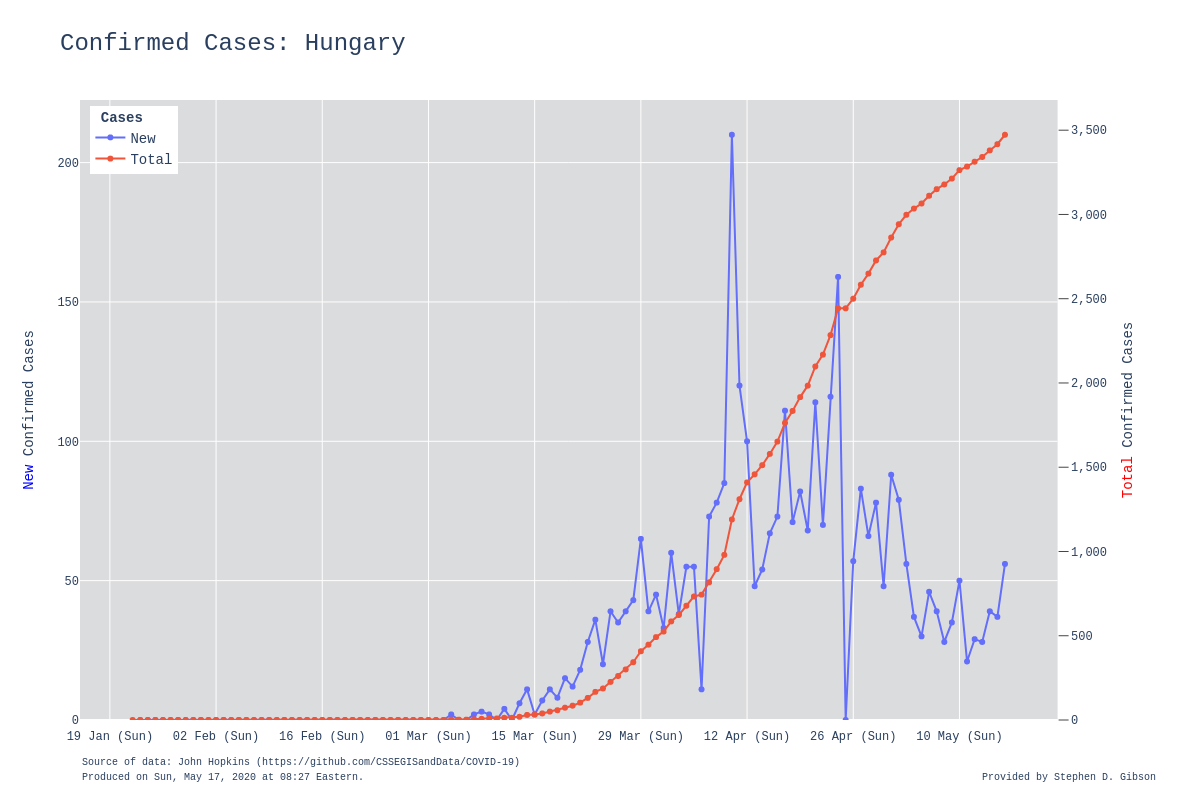 Confirmed Cases: Hungary
Cases
New
Total
200
150
100
50
0
3,500
3,000
2,500
2,000
1,500
1,000
500
0
New Confirmed Cases
Total Confirmed Cases
19 Jan (Sun) 02 Feb (Sun) 16 Feb (Sun) 01 Mar (Sun) 15 Mar (Sun) 29 Mar (Sun) 12 Apr (Sun) 26 Apr (Sun) 10 May (Sun)
Source of data: John Hopkins (https://github.com/CSSEGISandData/COVID-19)
Produced on Sun, May 17, 2020 at 08:27 Eastern.
Provided by Stephen D. Gibson